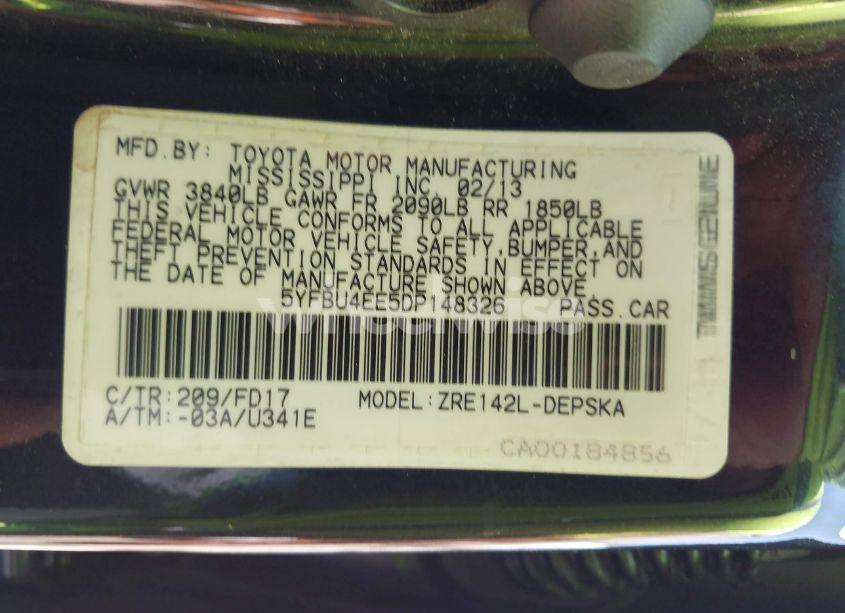 MFD.BY: TOYOTA MOTOR MANUFACTURING
MISSISSIPPI INC. 02/13
GVWR 3840LB GAWR FR 2090LB RR 1850LB
THIS VEHICLE CONFORMS TO ALL APPLICABLE
FEDERAL MOTOR VEHICLE SAFETY,BUMPER,AND
THEFT PREVENTION STANDARDS IN EFFECT ON
THE DATE OF MANUFACTURE SHOWN ABOVE.
5YFBU4EE5DP148326 PASS.CAR
C/TR:209/FD17 MODEL:ZRE142L-DEPSKA
A/TM:-03A/U341E
CA00184856